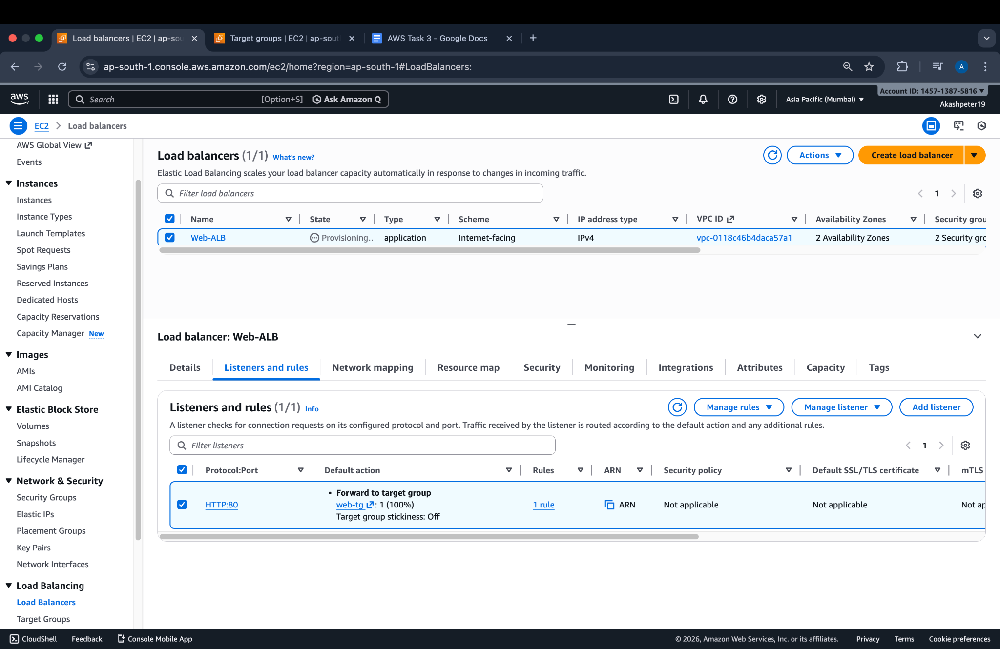 Load balancers | EC2 | ap-sou
Target groups | EC2 | ap-sout
AWS Task 3 - Google Docs
ap-south-1.console.aws.amazon.com/ec2/home?region=ap-south-1#LoadBalancers:
A
aws
Search
[Option+S]
Ask Amazon Q
Asia Pacific (Mumbai)
Account ID: 1457-1387-5816
Akashpeter19
EC2
Load balancers
AWS Global View
Events
Instances
Instances
Instance Types
Launch Templates
Spot Requests
Savings Plans
Reserved Instances
Dedicated Hosts
Capacity Reservations
Capacity Manager New
Images
AMIs
AMI Catalog
Elastic Block Store
Volumes
Snapshots
Lifecycle Manager
Network & Security
Security Groups
Elastic IPs
Placement Groups
Key Pairs
Network Interfaces
Load Balancing
Load Balancers
Target Groups
Load balancers (1/1) What's new?
Actions
Create load balancer
Elastic Load Balancing scales your load balancer capacity automatically in response to changes in incoming traffic.
Filter load balancers
1
Name State Type Scheme IP address type VPC ID Availability Zones Security grou
Web-ALB Provisioning.. application Internet-facing IPv4 vpc-0118c46b4daca57a1 2 Availability Zones 2 Security gro
Load balancer: Web-ALB
Details Listeners and rules Network mapping Resource map Security Monitoring Integrations Attributes Capacity Tags
Listeners and rules (1/1) Info
Manage rules
Manage listener
Add listener
A listener checks for connection requests on its configured protocol and port. Traffic received by the listener is routed according to the default action and any additional rules.
Filter listeners
1
Protocol:Port Default action Rules ARN Security policy Default SSL/TLS certificate mTLS
HTTP:80
• Forward to target group
web-tg : 1 (100%)
Target group stickiness: Off
1 rule
ARN
Not applicable
Not applicable
Not ap
CloudShell
Feedback
Console Mobile App
© 2026, Amazon Web Services, Inc. or its affiliates.
Privacy
Terms
Cookie preferences